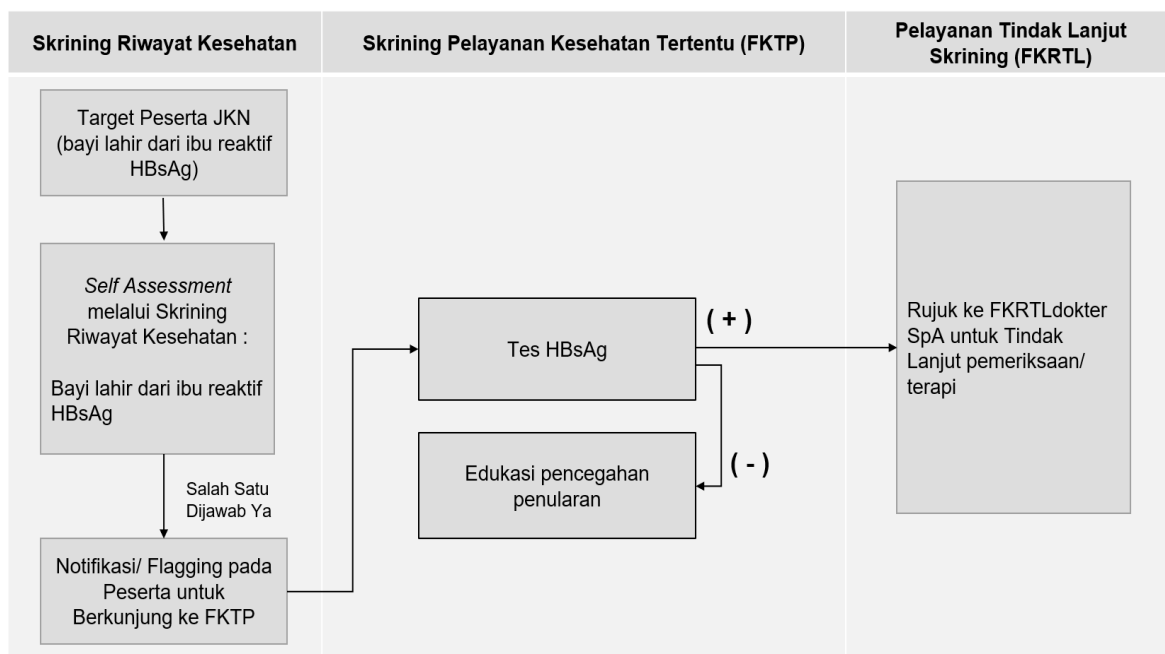 Skrining Riwayat Kesehatan
Skrining Pelayanan Kesehatan Tertentu (FKTP)
Pelayanan Tindak Lanjut
Skrining (FKRTL)
Target Peserta JKN
(bayi lahir dari ibu reaktif
HBsAg)
Self Assessment
melalui Skrining
Riwayat Kesehatan :
Bayi lahir dari ibu reaktif
HBsAg
Salah Satu
Dijawab Ya
Notifikasi/ Flagging pada
Peserta untuk
Berkunjung ke FKTP
Tes HBsAg
( + )
( - )
Edukasi pencegahan
penularan
Rujuk ke FKRTLdokter
SpA untuk Tindak
Lanjut pemeriksaan/
terapi